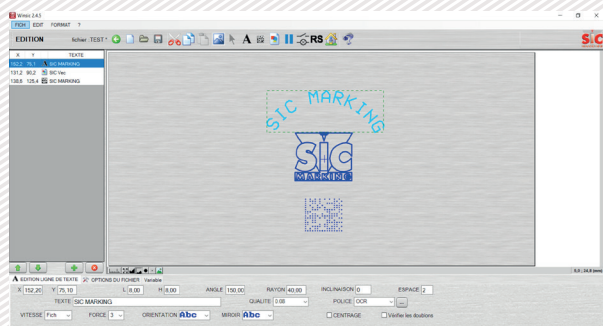 Winsic 2.4.5
FICH EDIT FORMAT ?
EDITION fichier :TEST* A RS SIC
X Y TEXTE
152,2 75,1 A SIC MARKING
131,2 80,2 SIC Vec
138,6 125,4 SIC MARKING
SIC MARKING
SIC
MARKING
0,0 ; 14,9 (mm)
A EDITION LIGNE DE TEXTE OPTIONS DU FICHIER Variable
X 152,20 Y 75,10 L 8,00 H 8,00 ANGLE 150,00 RAYON 40,00 INCLINAISON 0 ESPACE 2
TEXTE SIC MARKING QUALITE 0.08 POLICE OCR ...
VITESSE Fch FORCE 3 ORIENTATION Abc MIROIR Abc CENTRAGE Vérifier les doublons